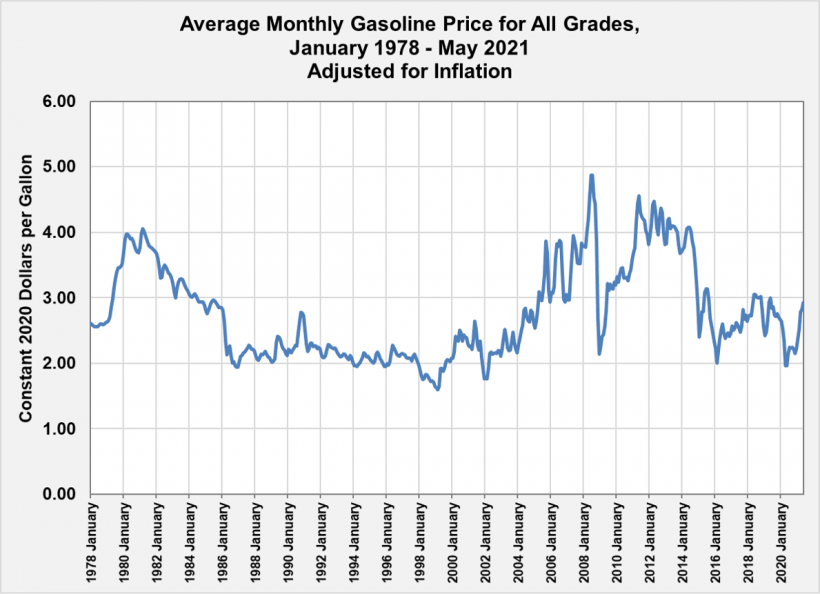 Average Monthly Gasoline Price for All Grades,
January 1978 - May 2021
Adjusted for Inflation
Constant 2020 Dollars per Gallon
6.00
5.00
4.00
3.00
2.00
1.00
0.00
1978 January
1980 January
1982 January
1984 January
1986 January
1988 January
1990 January
1992 January
1994 January
1996 January
1998 January
2000 January
2002 January
2004 January
2006 January
2008 January
2010 January
2012 January
2014 January
2016 January
2018 January
2020 January